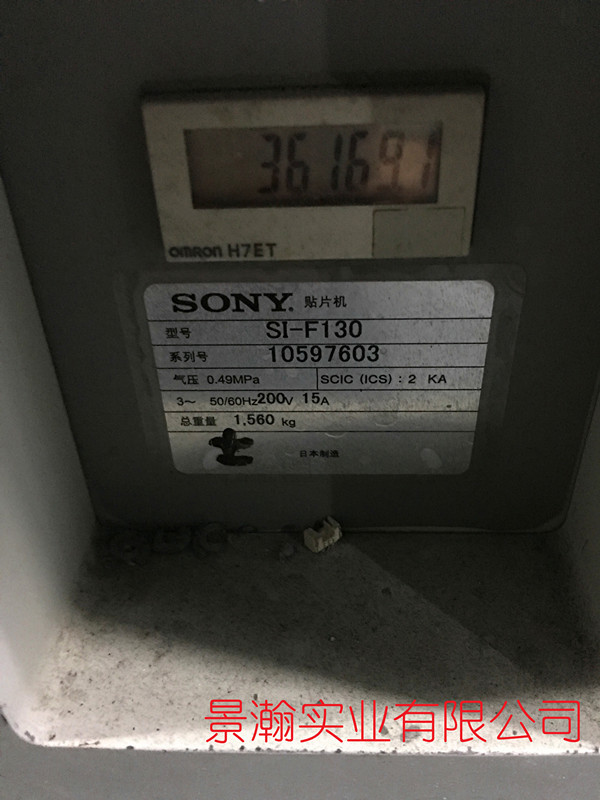 361691
OMRON H7ET
SONY. 贴片机
型号 SI-F130
系列号 10597603
气压 0.49MPa SCIC (ICS) : 2 KA
3～ 50/60Hz 200V 15A
总重量 1,560 kg
日本制造
景瀚实业有限公司